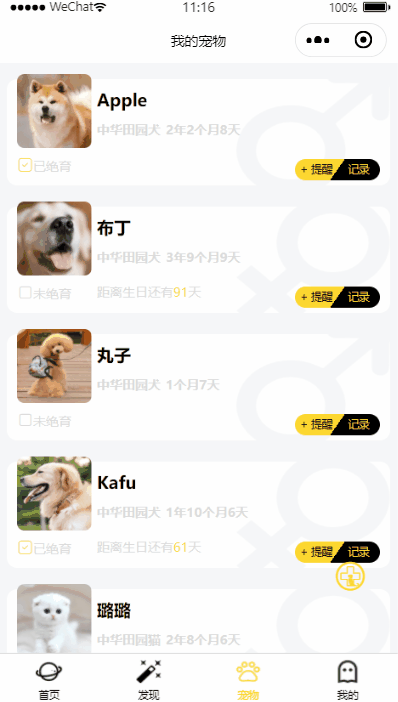 ●●●●● WeChat 11:16 100%
我的宠物
Apple
中华田园犬 2年2个月8天
已绝育
+ 提醒 记录
布丁
中华田园犬 3年9个月9天
未绝育 距离生日还有91天
+ 提醒 记录
丸子
中华田园犬 1个月7天
未绝育
+ 提醒 记录
Kafu
中华田园犬 1年10个月6天
已绝育 距离生日还有61天
+ 提醒 记录
璐璐
中华田园猫 2年8个月6天
首页 发现 宠物 我的